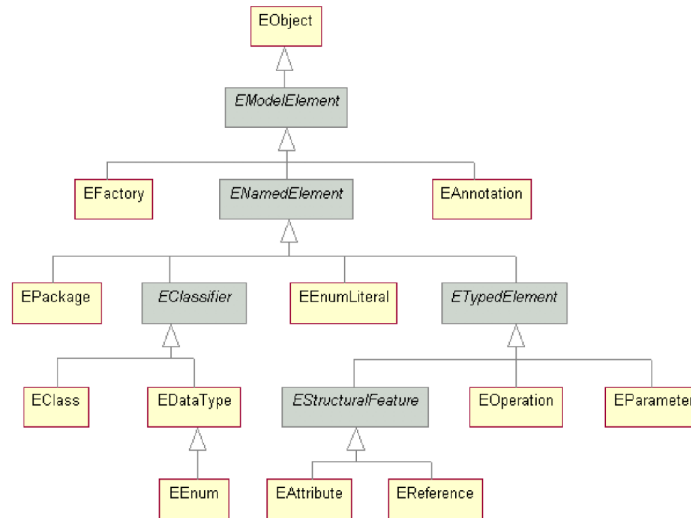 EObject
EModelElement
EFactory
ENamedElement
EAnnotation
EPackage
EClassifier
EEnumLiteral
ETypedElement
EClass
EDataType
EStructuralFeature
EOperation
EParameter
EEnum
EAttribute
EReference